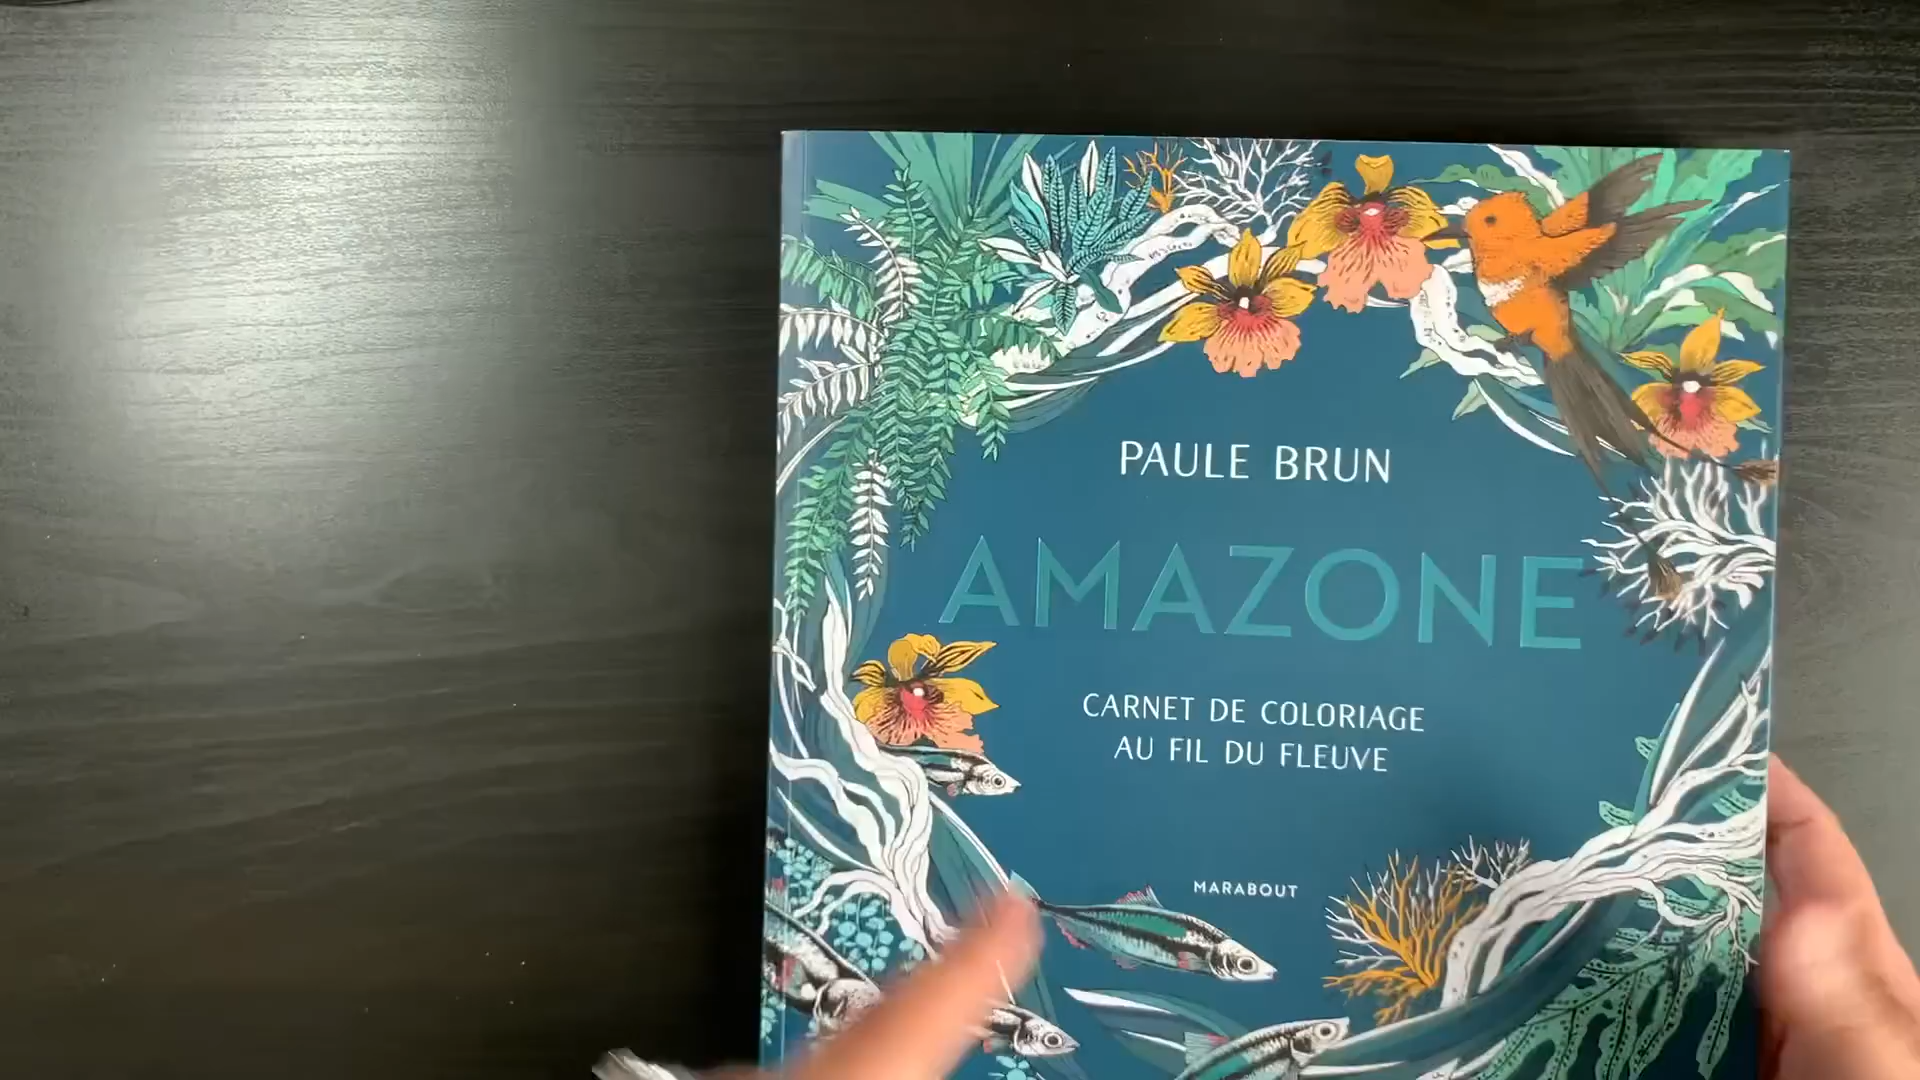 PAULE BRUN
AMAZONE
CARNET DE COLORIAGE
AU FIL DU FLEUVE
MARABOUT